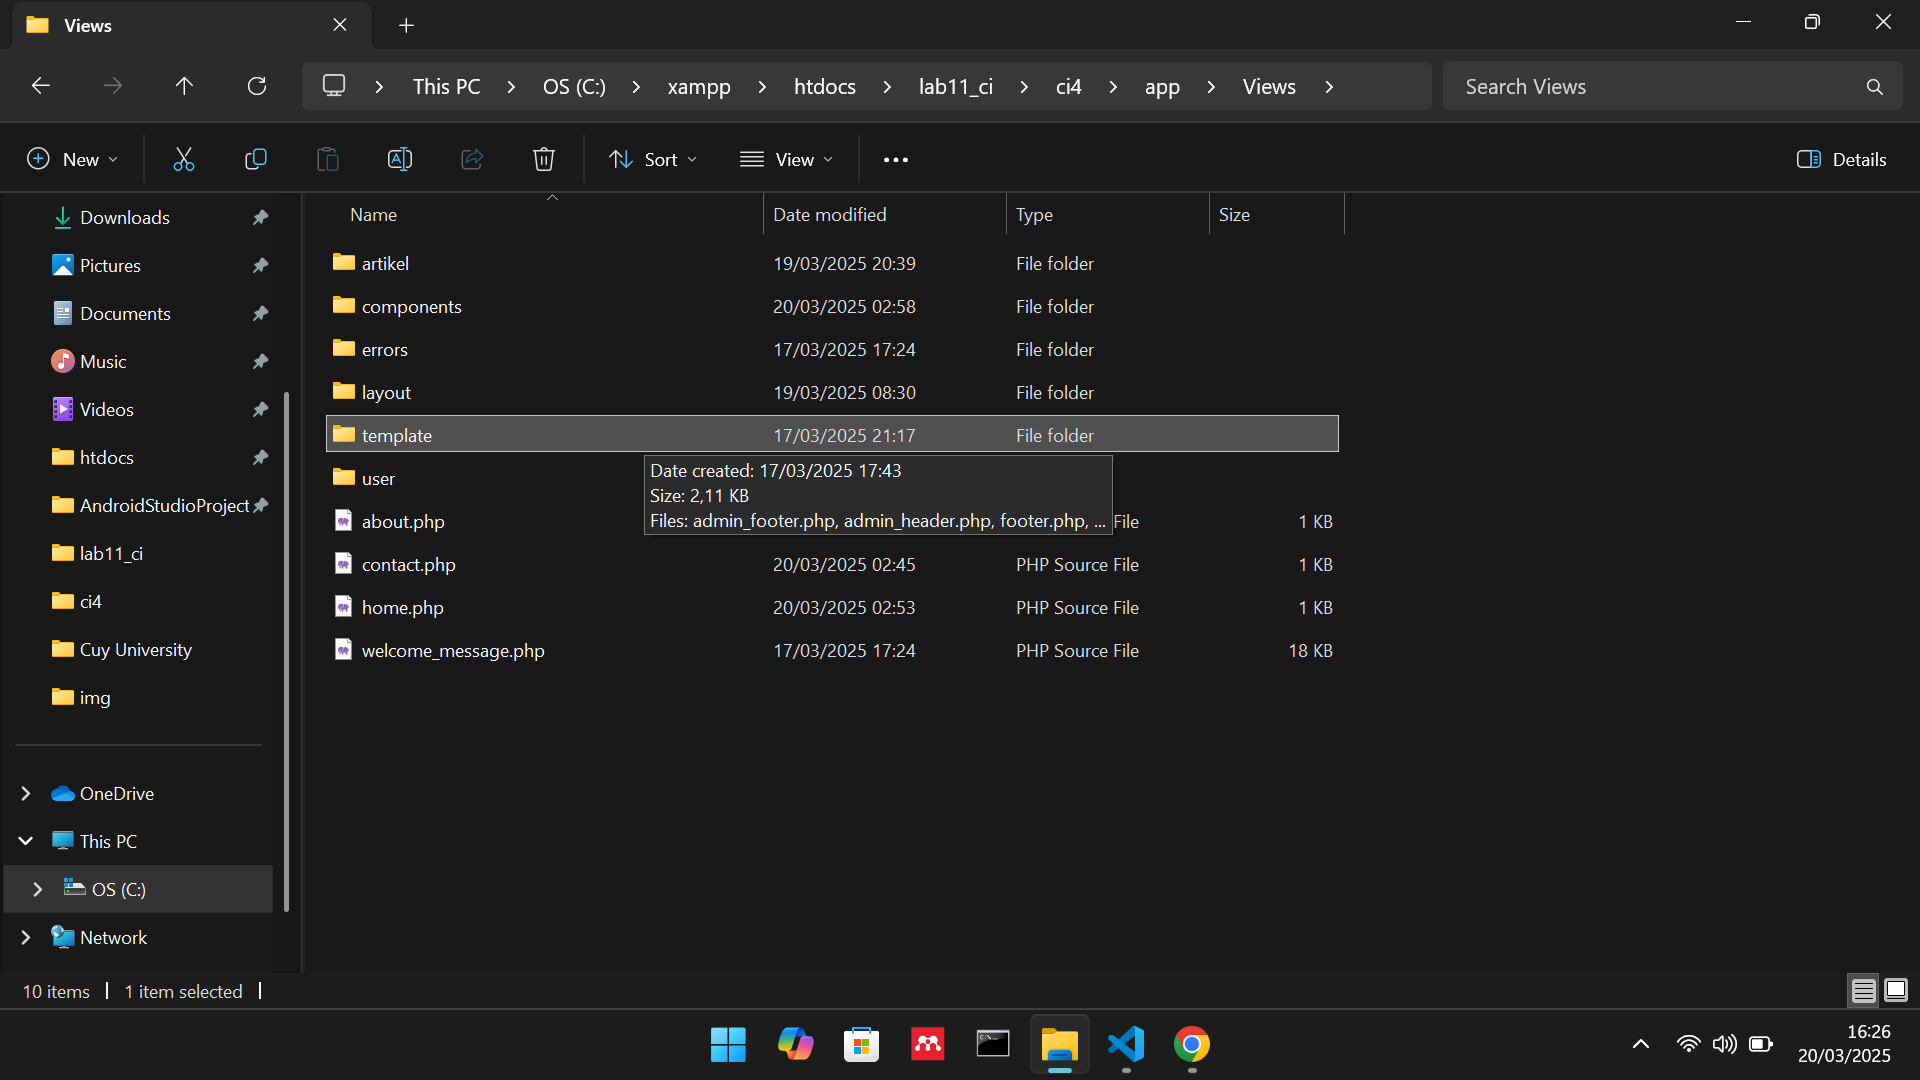 Views
This PC
OS (C:)
xampp
htdocs
lab11_ci
ci4
app
Views
Search Views
New
Sort
View
Details
Name
Date modified
Type
Size
Downloads
Pictures
Documents
Music
Videos
htdocs
AndroidStudioProject
lab11_ci
ci4
Cuy University
img
OneDrive
This PC
OS (C:)
Network
artikel 19/03/2025 20:39 File folder
components 20/03/2025 02:58 File folder
errors 17/03/2025 17:24 File folder
layout 19/03/2025 08:30 File folder
template 17/03/2025 21:17 File folder
user
Date created: 17/03/2025 17:43
Size: 2,11 KB
Files: admin_footer.php, admin_header.php, footer.php, ...
about.php File 1 KB
contact.php 20/03/2025 02:45 PHP Source File 1 KB
home.php 20/03/2025 02:53 PHP Source File 1 KB
welcome_message.php 17/03/2025 17:24 PHP Source File 18 KB
10 items
1 item selected
16:26
20/03/2025